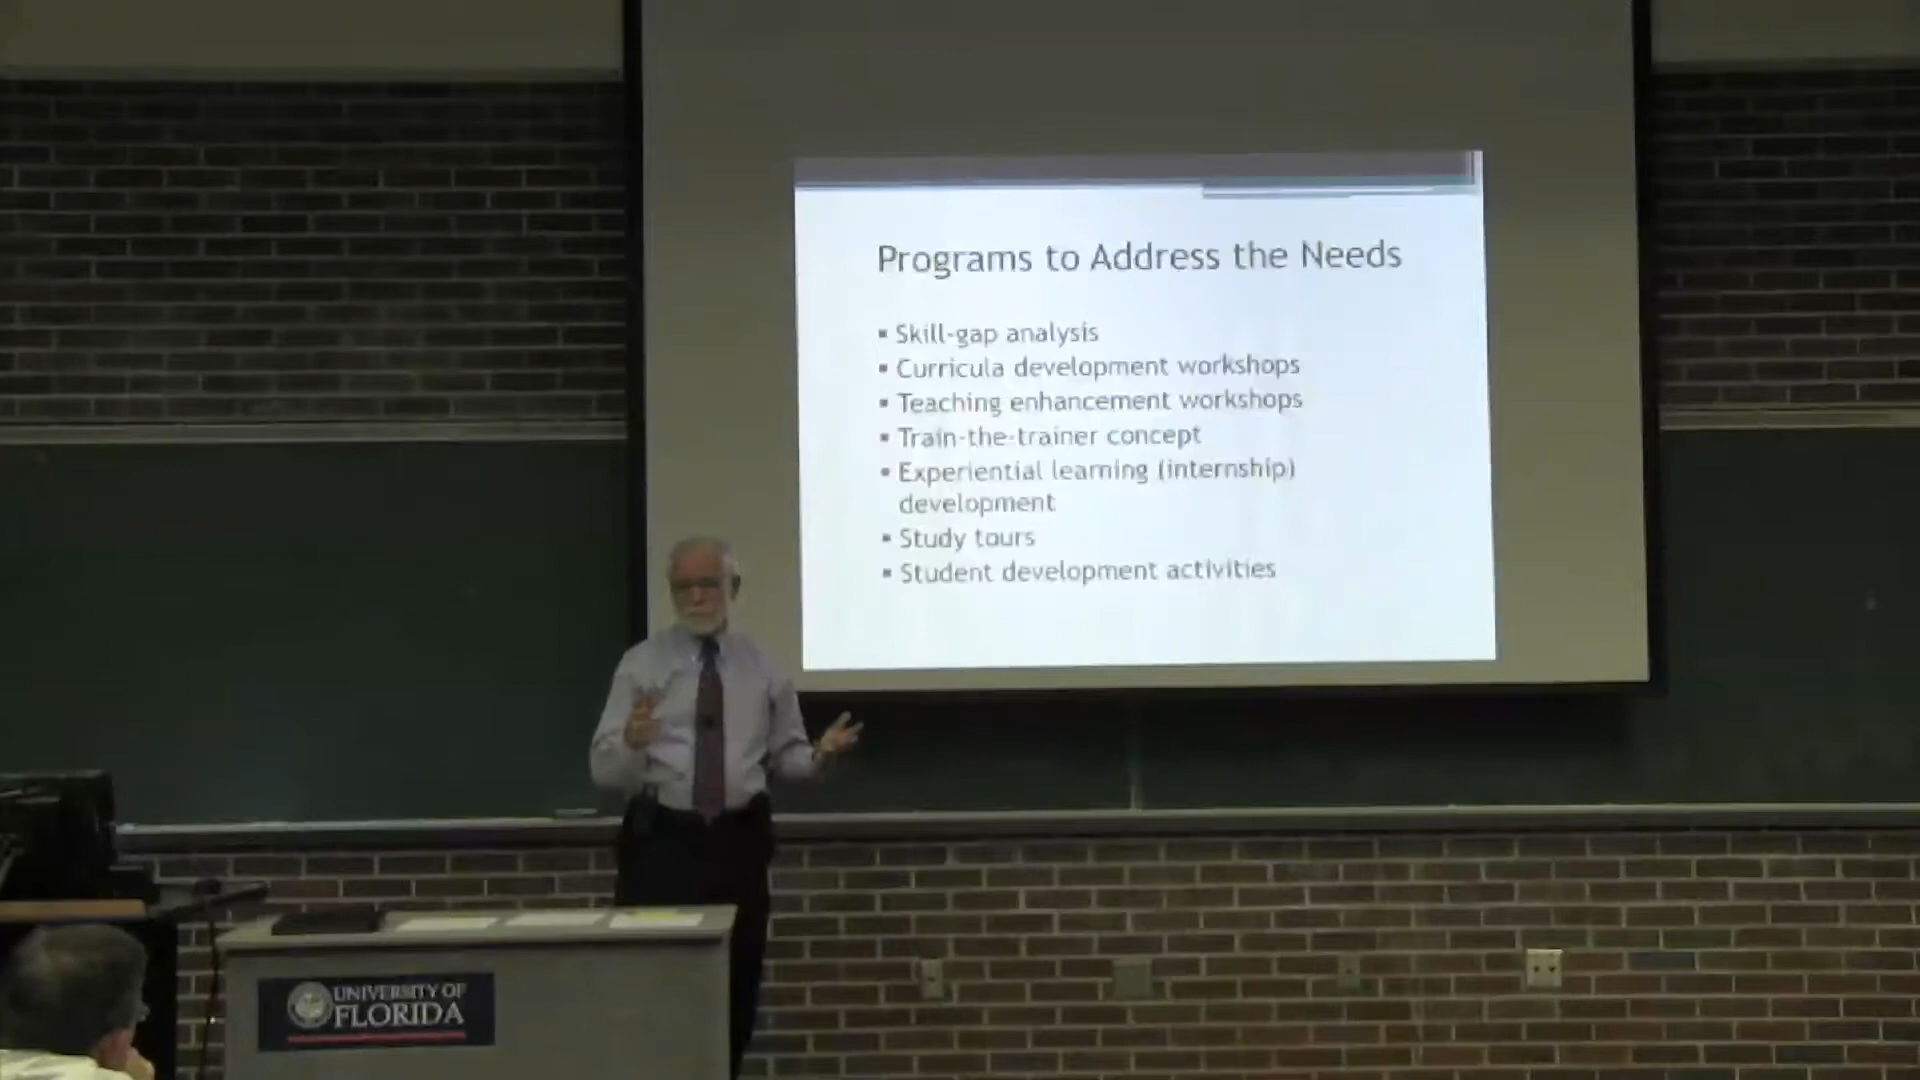 Programs to Address the Needs
▪ Skill-gap analysis
▪ Curricula development workshops
▪ Teaching enhancement workshops
▪ Train-the-trainer concept
▪ Experiential learning (internship)
development
▪ Study tours
▪ Student development activities
UNIVERSITY OF
FLORIDA